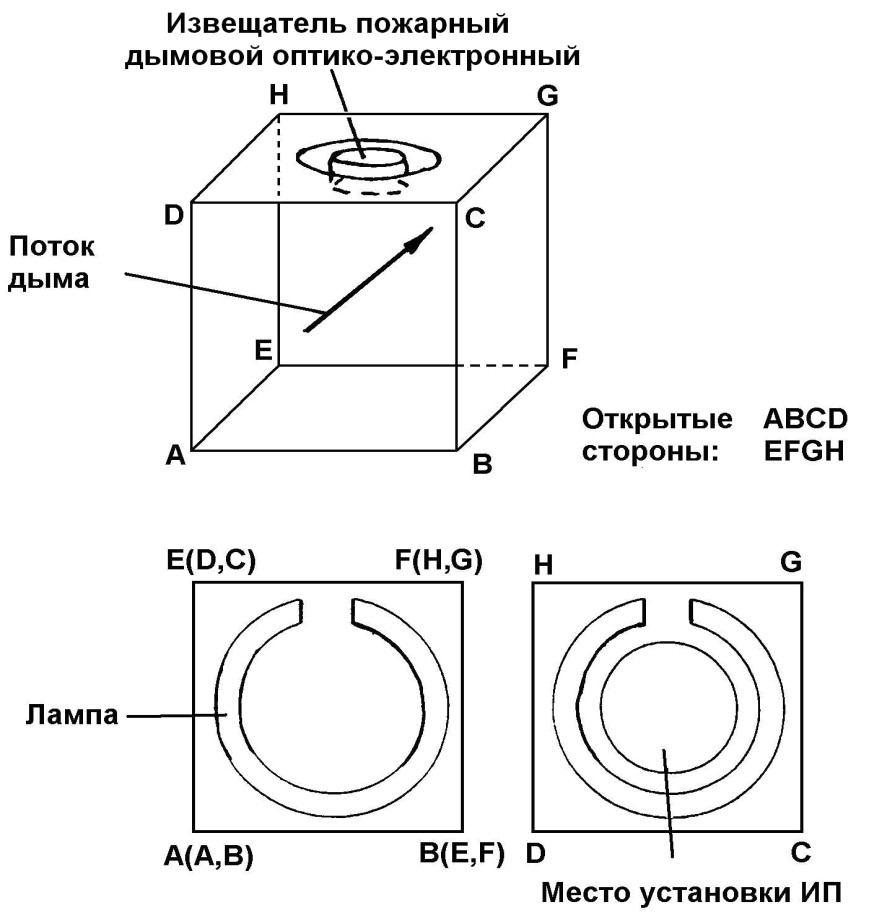 Извещатель пожарный
дымовой оптико-электронный
H
G
D
C
Поток
дыма
E
F
Открытые ABCD
стороны: EFGH
A
B
E(D,C)
F(H,G)
H
G
Лампа
A(A,B)
B(E,F)
D
C
Место установки ИП